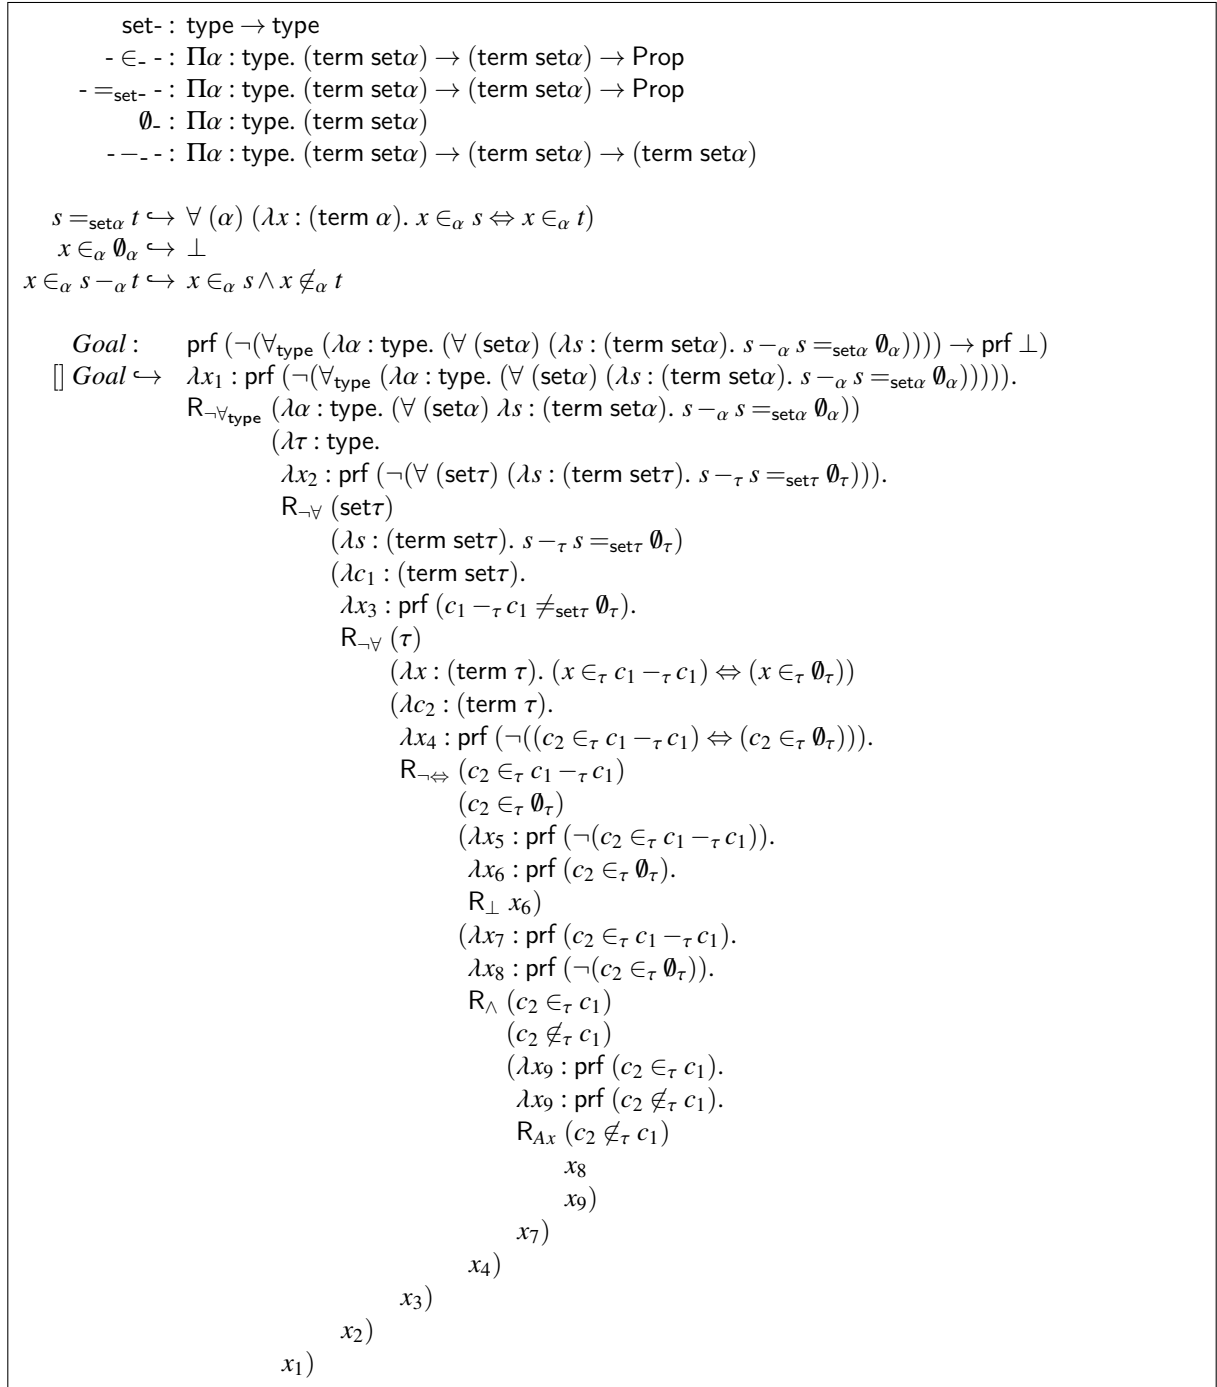 set- : type → type
- ∈- - : Πα : type. (term setα) → (term setα) → Prop
- =set- - : Πα : type. (term setα) → (term setα) → Prop
∅- : Πα : type. (term setα)
- −- - : Πα : type. (term setα) → (term setα) → (term setα)
s =setα t ↪ ∀ (α) (λx : (term α). x ∈α s ⇔ x ∈α t)
x ∈α ∅α ↪ ⊥
x ∈α s −α t ↪ x ∈α s ∧ x ∉α t
Goal : prf (¬(∀type (λα : type. (∀ (setα) (λs : (term setα). s −α s =setα ∅α)))) → prf ⊥)
[] Goal ↪ λx1 : prf (¬(∀type (λα : type. (∀ (setα) (λs : (term setα). s −α s =setα ∅α))))).
R¬∀type (λα : type. (∀ (setα) λs : (term setα). s −α s =setα ∅α))
(λτ : type.
λx2 : prf (¬(∀ (setτ) (λs : (term setτ). s −τ s =setτ ∅τ))).
R¬∀ (setτ)
(λs : (term setτ). s −τ s =setτ ∅τ)
(λc1 : (term setτ).
λx3 : prf (c1 −τ c1 ≠setτ ∅τ).
R¬∀ (τ)
(λx : (term τ). (x ∈τ c1 −τ c1) ⇔ (x ∈τ ∅τ))
(λc2 : (term τ).
λx4 : prf (¬((c2 ∈τ c1 −τ c1) ⇔ (c2 ∈τ ∅τ))).
R¬⇔ (c2 ∈τ c1 −τ c1)
(c2 ∈τ ∅τ)
(λx5 : prf (¬(c2 ∈τ c1 −τ c1)).
λx6 : prf (c2 ∈τ ∅τ).
R⊥ x6)
(λx7 : prf (c2 ∈τ c1 −τ c1).
λx8 : prf (¬(c2 ∈τ ∅τ)).
R∧ (c2 ∈τ c1)
(c2 ∉τ c1)
(λx9 : prf (c2 ∈τ c1).
λx9 : prf (c2 ∉τ c1).
RAx (c2 ∉τ c1)
x8
x9)
x7)
x4)
x3)
x2)
x1)